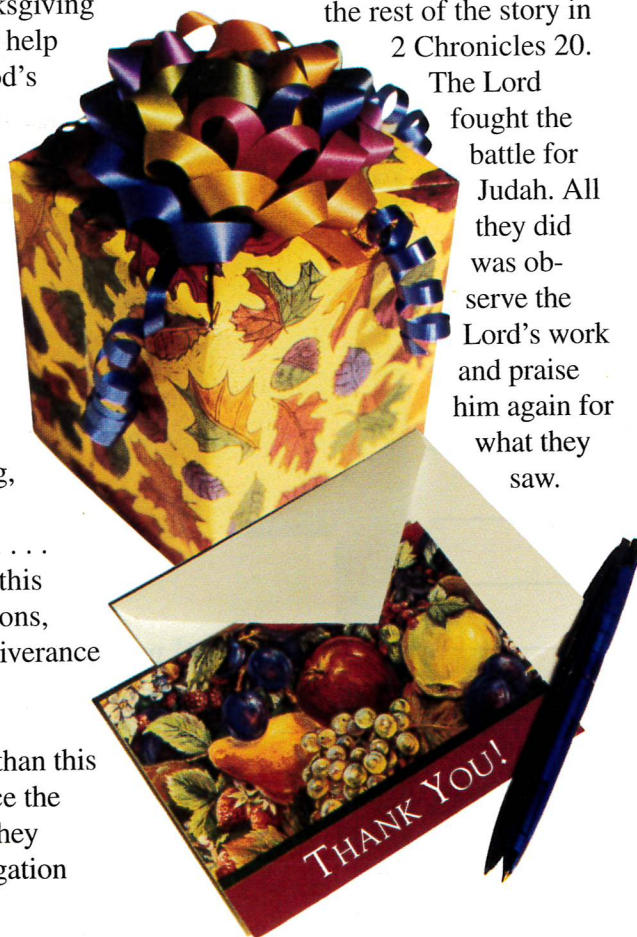 ksgiving
help
od's
g,
. . .
this
ons,
iverance
than this
ce the
hey
gation
the rest of the story in
2 Chronicles 20.
The Lord
fought the
battle for
Judah. All
they did
was ob-
serve the
Lord's work
and praise
him again for
what they
saw.
THANK YOU!